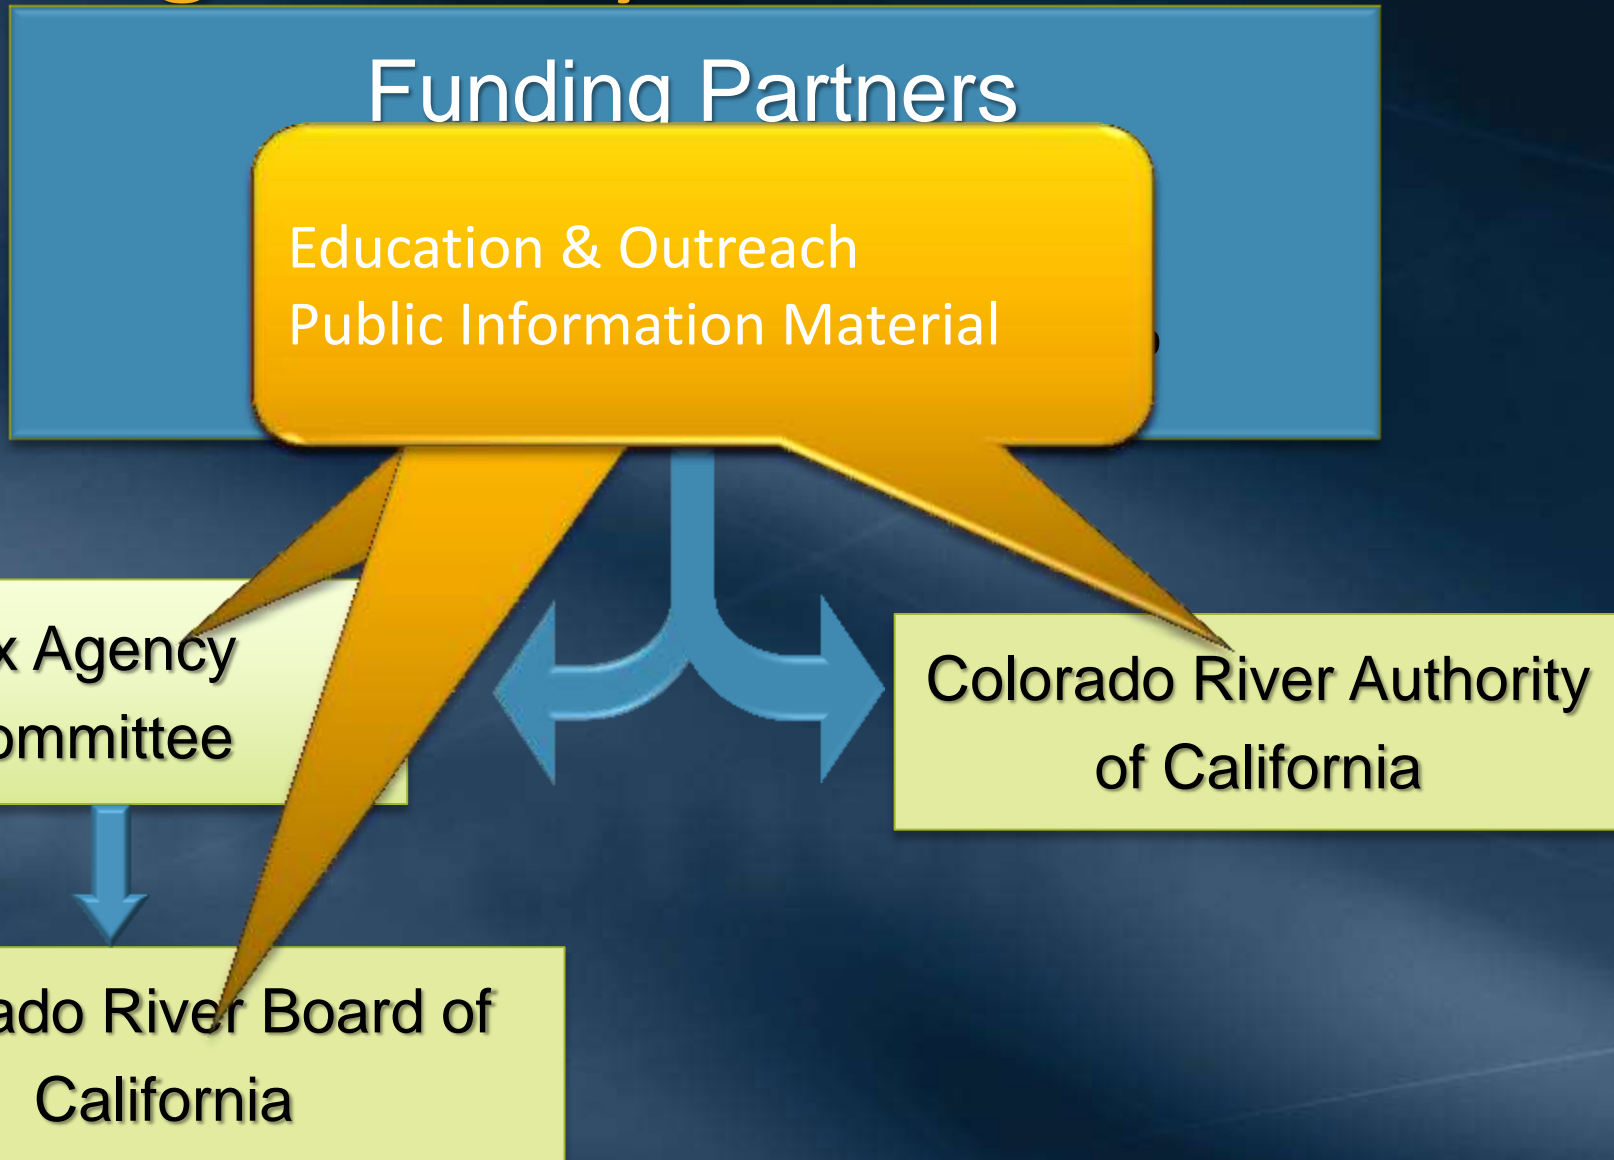 Funding Partners
Education & Outreach
Public Information Material
x Agency
ommittee
Colorado River Authority
of California
ado River Board of
California